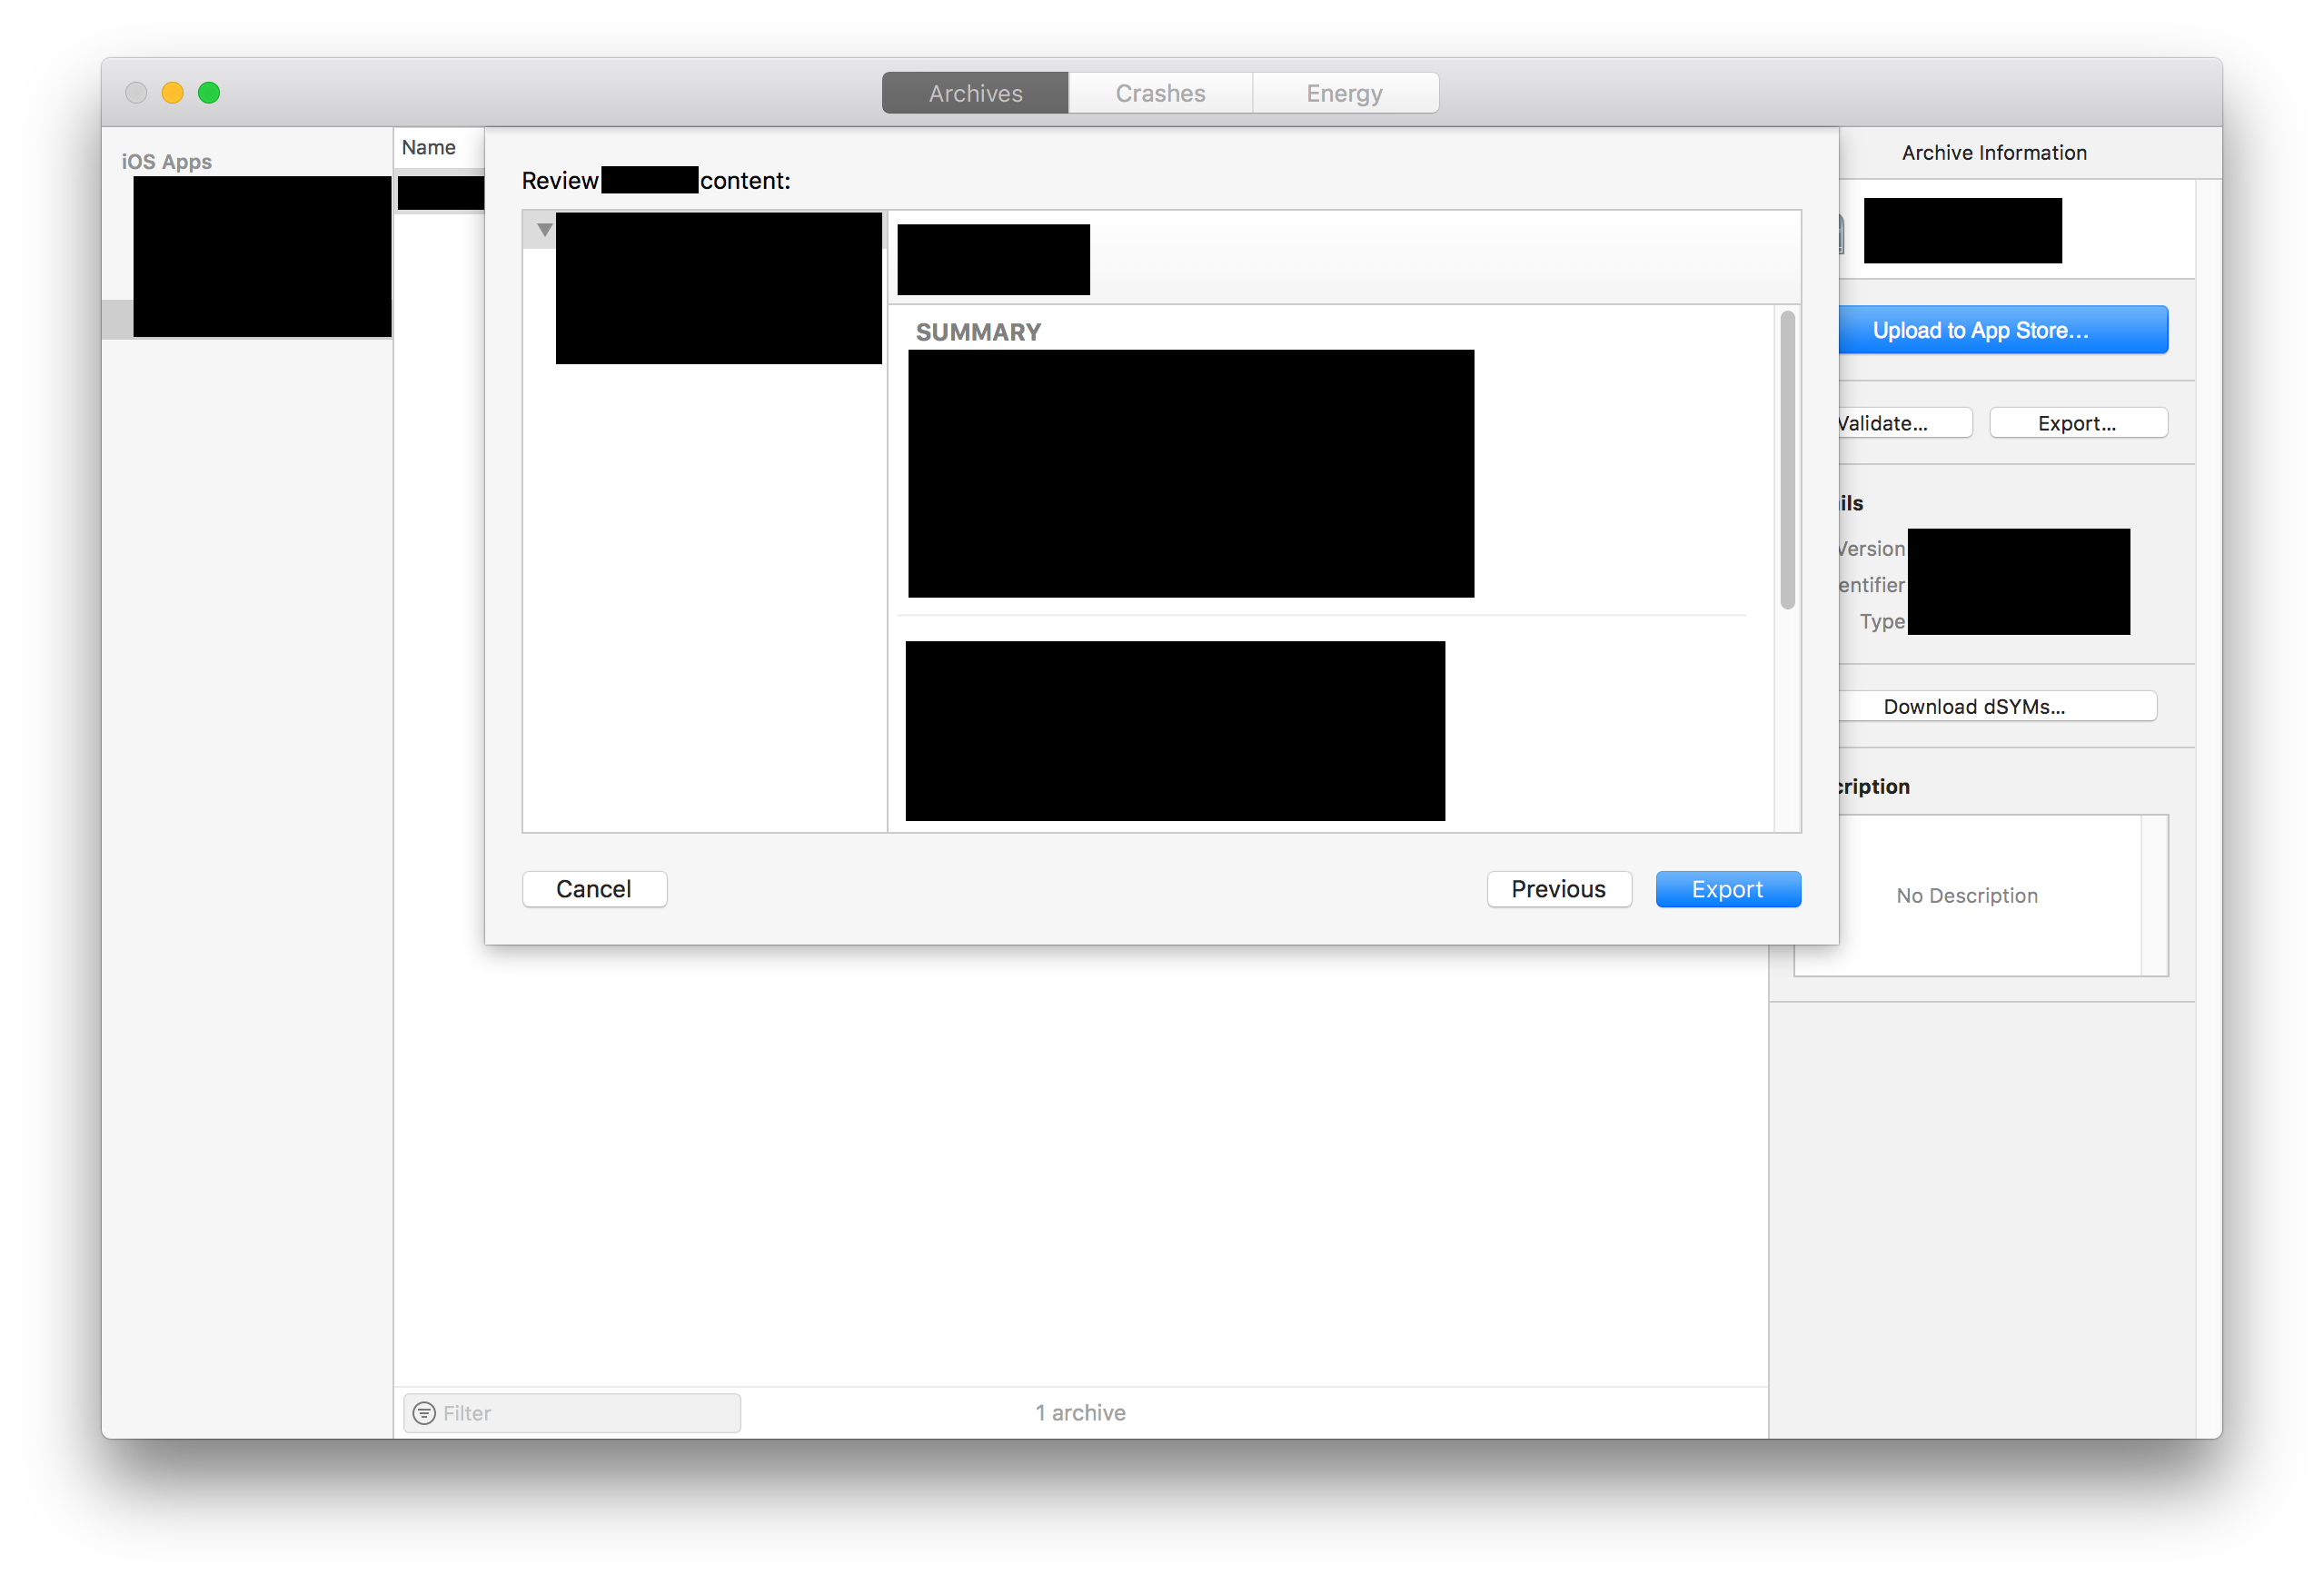 Archives
Crashes
Energy
iOS Apps
Name
Review content:
SUMMARY
Cancel
Previous
Export
Archive Information
Upload to App Store...
Validate...
Export...
ils
Version
entifier
Type
Download dSYMs...
cription
No Description
Filter
1 archive